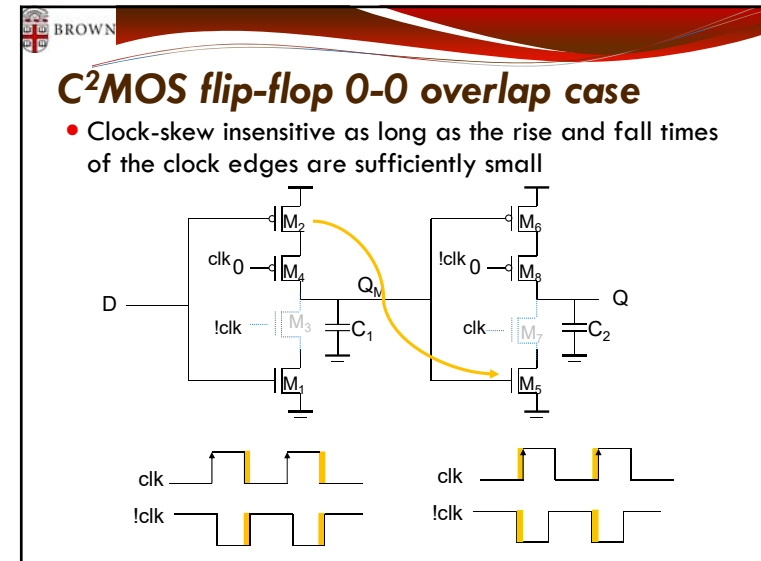 BROWN
C²MOS flip-flop 0-0 overlap case
• Clock-skew insensitive as long as the rise and fall times
of the clock edges are sufficiently small
M₂
M₆
clk 0
M₄
!clk 0
M₈
D
Q_M
Q
!clk
M₃
C₁
clk
M₇
C₂
M₁
M₅
clk
!clk
clk
!clk